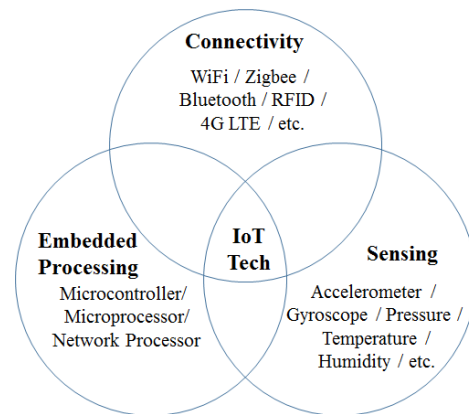 Connectivity
WiFi / Zigbee /
Bluetooth / RFID /
4G LTE / etc.
IoT
Tech
Embedded
Processing
Microcontroller/
Microprocessor/
Network Processor
Sensing
Accelerometer /
Gyroscope / Pressure /
Temperature /
Humidity / etc.